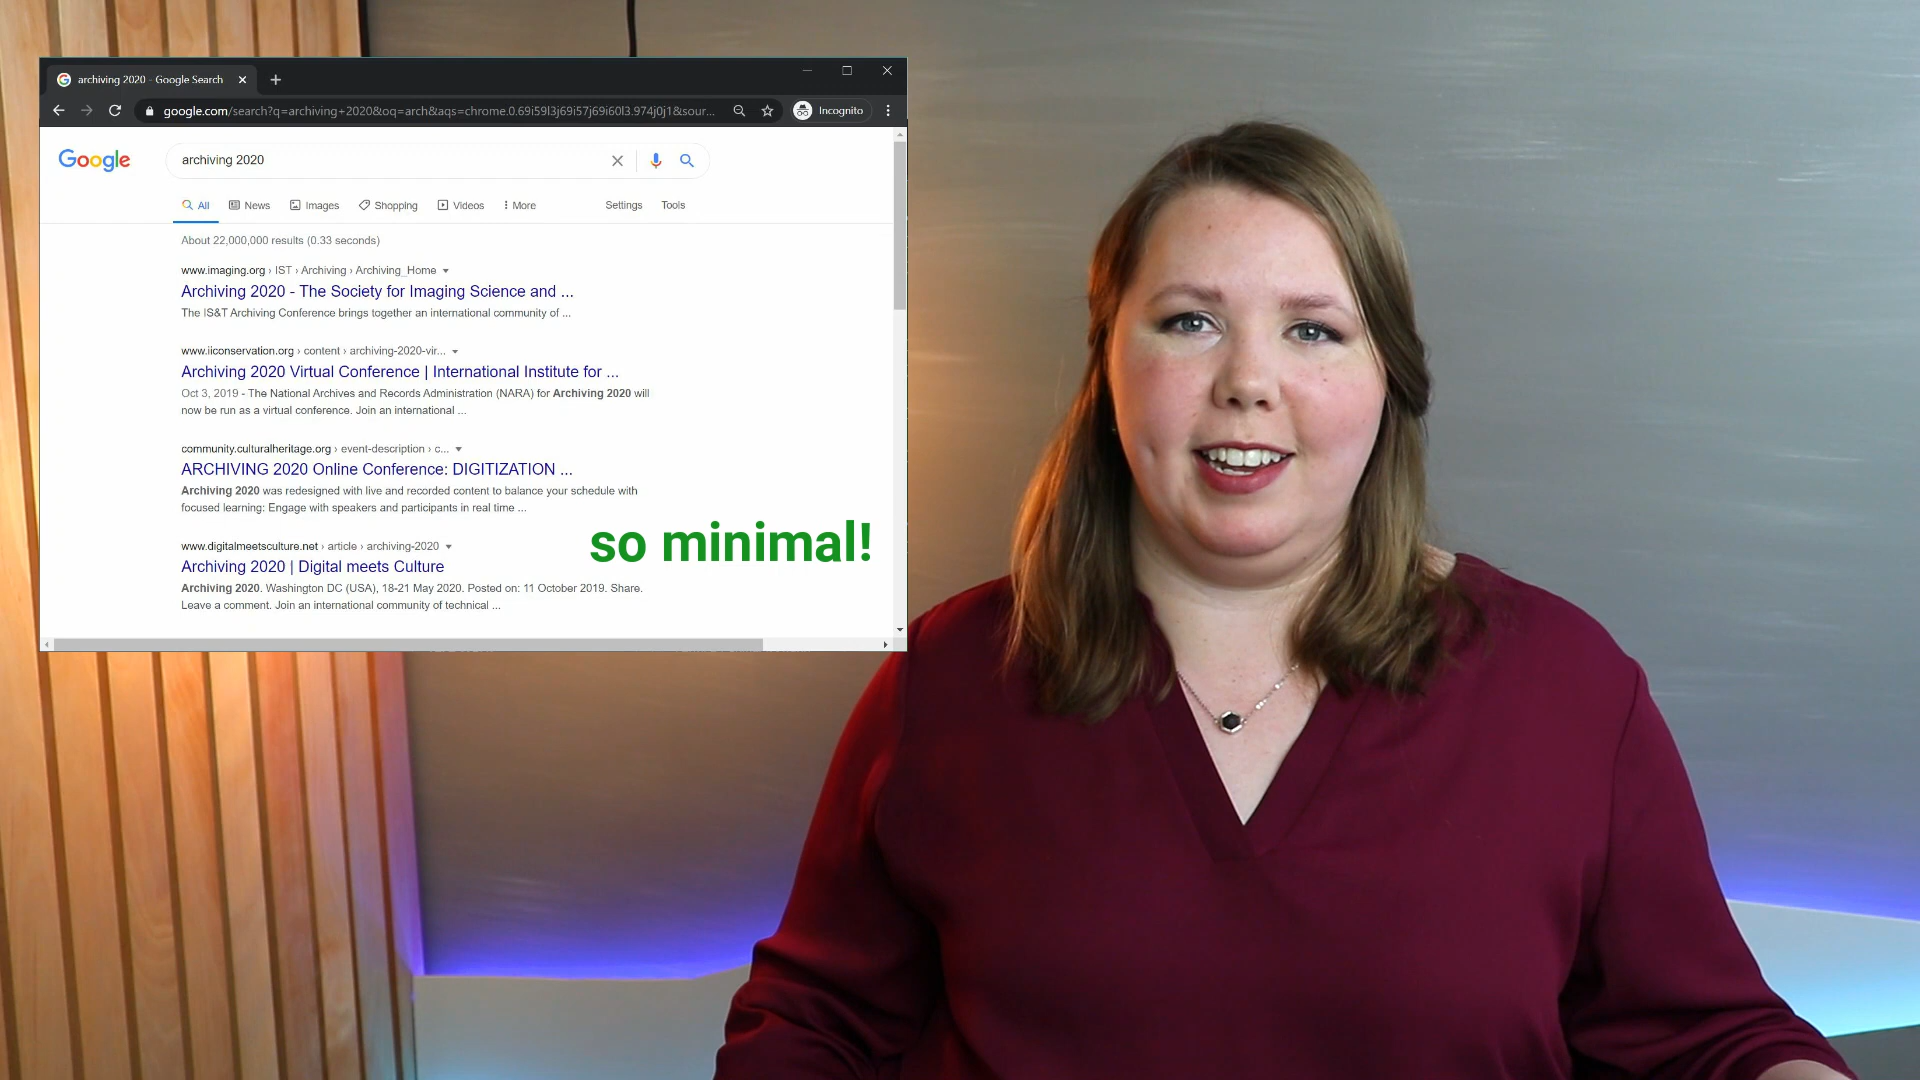 archiving 2020 - Google Search
google.com/search?q=archiving+2020&oq=arch&aqs=chrome.0.69i59l3j69i57j69i60l3.974j0j1&sour...
Incognito
Google
archiving 2020
All News Images Shopping Videos More Settings Tools
About 22,000,000 results (0.33 seconds)
www.imaging.org › IST › Archiving › Archiving_Home
Archiving 2020 - The Society for Imaging Science and ...
The IS&T Archiving Conference brings together an international community of ...
www.iiconservation.org › content › archiving-2020-vir...
Archiving 2020 Virtual Conference | International Institute for ...
Oct 3, 2019 - The National Archives and Records Administration (NARA) for Archiving 2020 will
now be run as a virtual conference. Join an international ...
community.culturalheritage.org › event-description › c...
ARCHIVING 2020 Online Conference: DIGITIZATION ...
Archiving 2020 was redesigned with live and recorded content to balance your schedule with
focused learning: Engage with speakers and participants in real time ...
so minimal!
www.digitalmeetsculture.net › article › archiving-2020
Archiving 2020 | Digital meets Culture
Archiving 2020. Washington DC (USA), 18-21 May 2020. Posted on: 11 October 2019. Share.
Leave a comment. Join an international community of technical ...